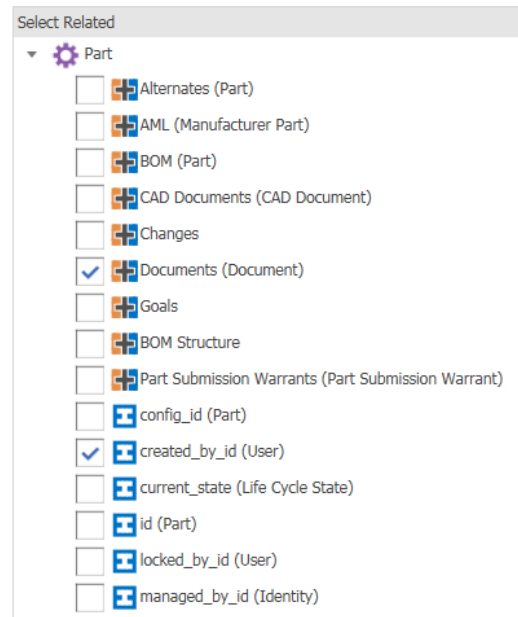 Select Related
Part
Alternates (Part)
AML (Manufacturer Part)
BOM (Part)
CAD Documents (CAD Document)
Changes
Documents (Document)
Goals
BOM Structure
Part Submission Warrants (Part Submission Warrant)
config_id (Part)
created_by_id (User)
current_state (Life Cycle State)
id (Part)
locked_by_id (User)
managed_by_id (Identity)